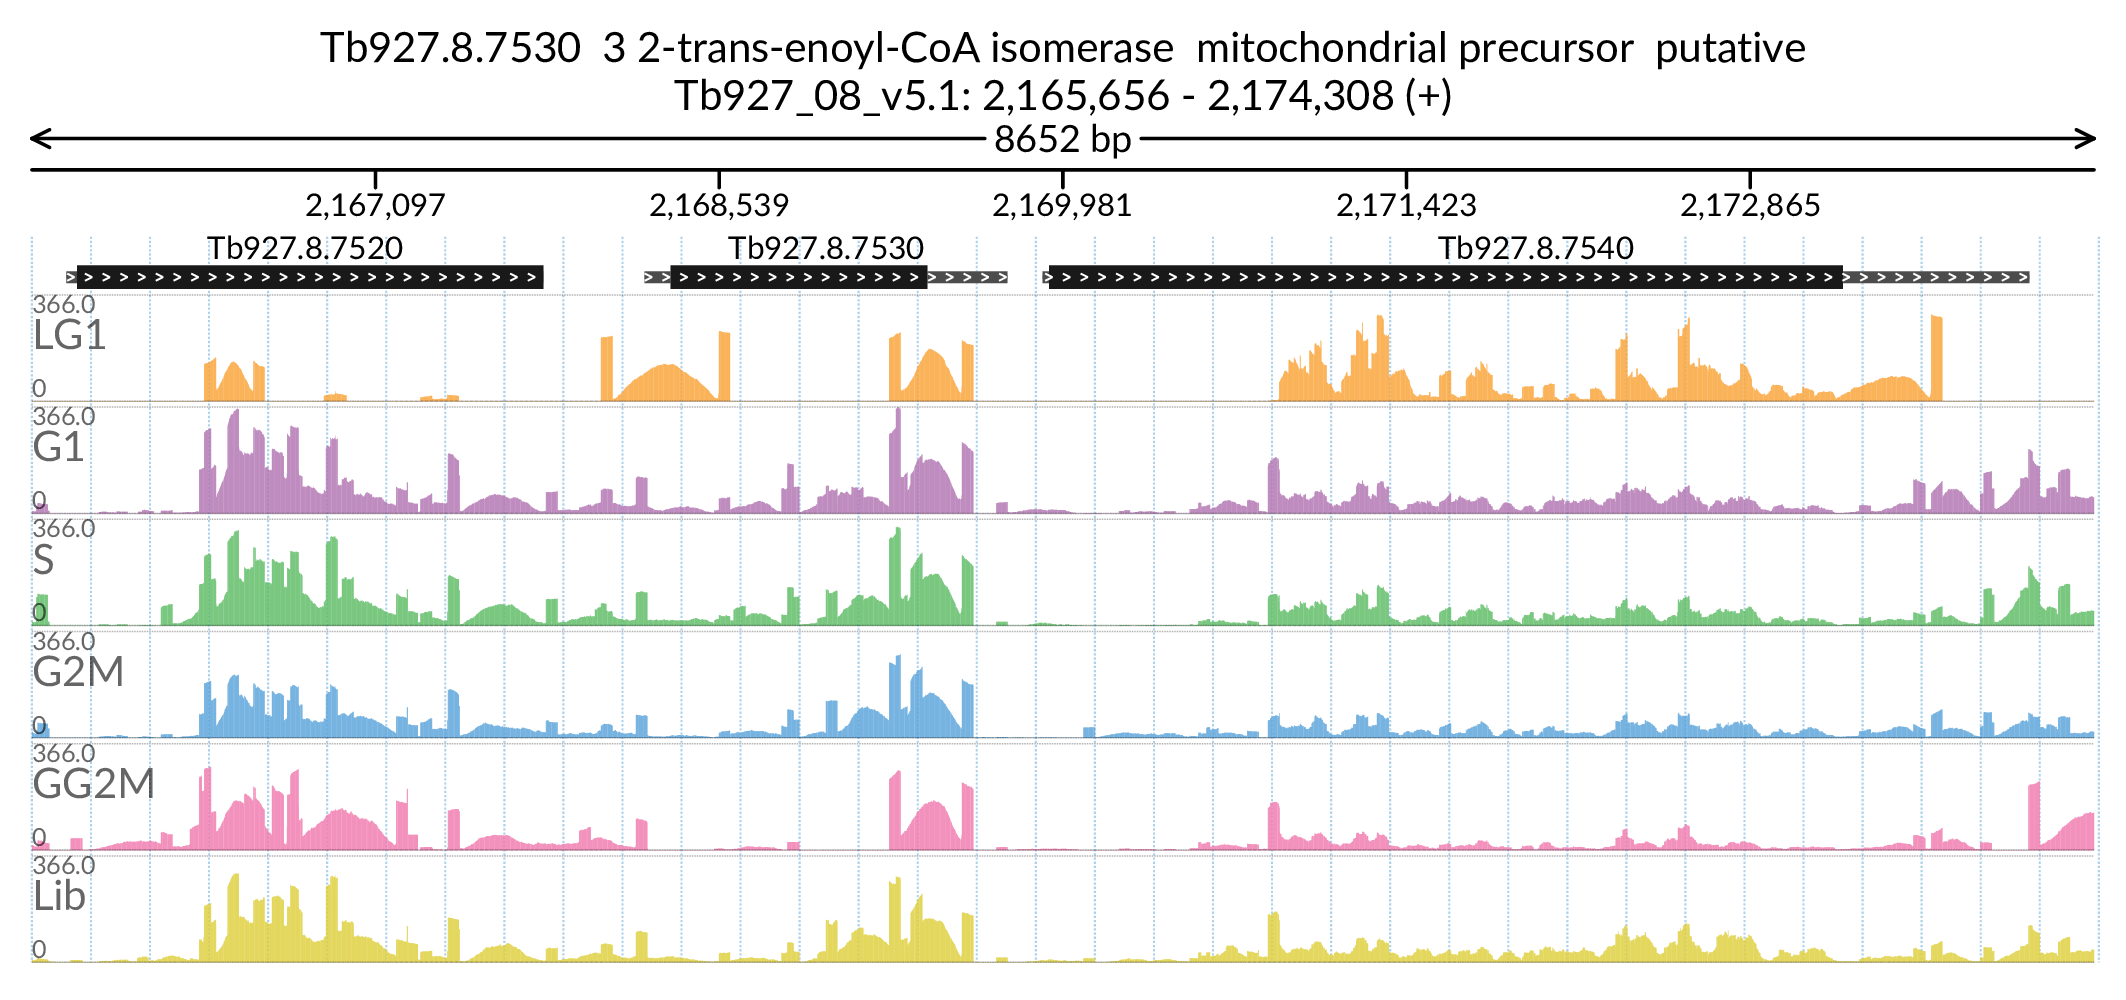 Tb927.8.7530  3 2-trans-enoyl-CoA isomerase  mitochondrial precursor  putative
Tb927_08_v5.1: 2,165,656 - 2,174,308 (+)
8652 bp
2,167,097 2,168,539 2,169,981 2,171,423 2,172,865
Tb927.8.7520 Tb927.8.7530 Tb927.8.7540
366.0
LG1
0
366.0
G1
0
366.0
S
0
366.0
G2M
0
366.0
GG2M
0
366.0
Lib
0